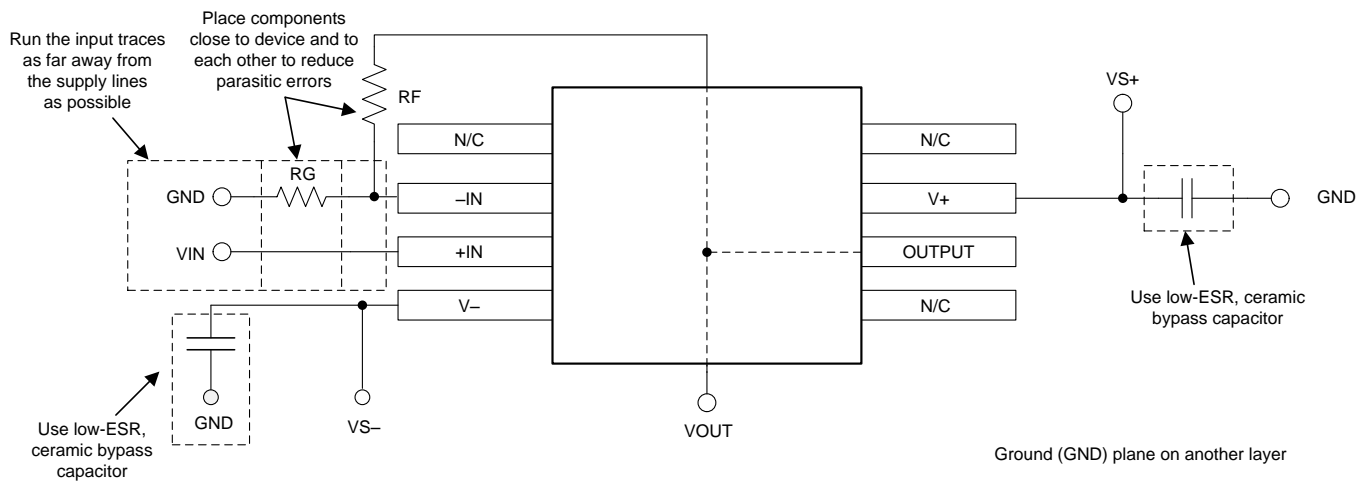 Run the input traces
as far away from
the supply lines
as possible
Place components
close to device and to
each other to reduce
parasitic errors
RF
VS+
N/C
N/C
RG
GND
–IN
V+
GND
VIN
+IN
OUTPUT
V–
N/C
Use low-ESR, ceramic
bypass capacitor
GND
VS–
VOUT
Use low-ESR,
ceramic bypass
capacitor
Ground (GND) plane on another layer